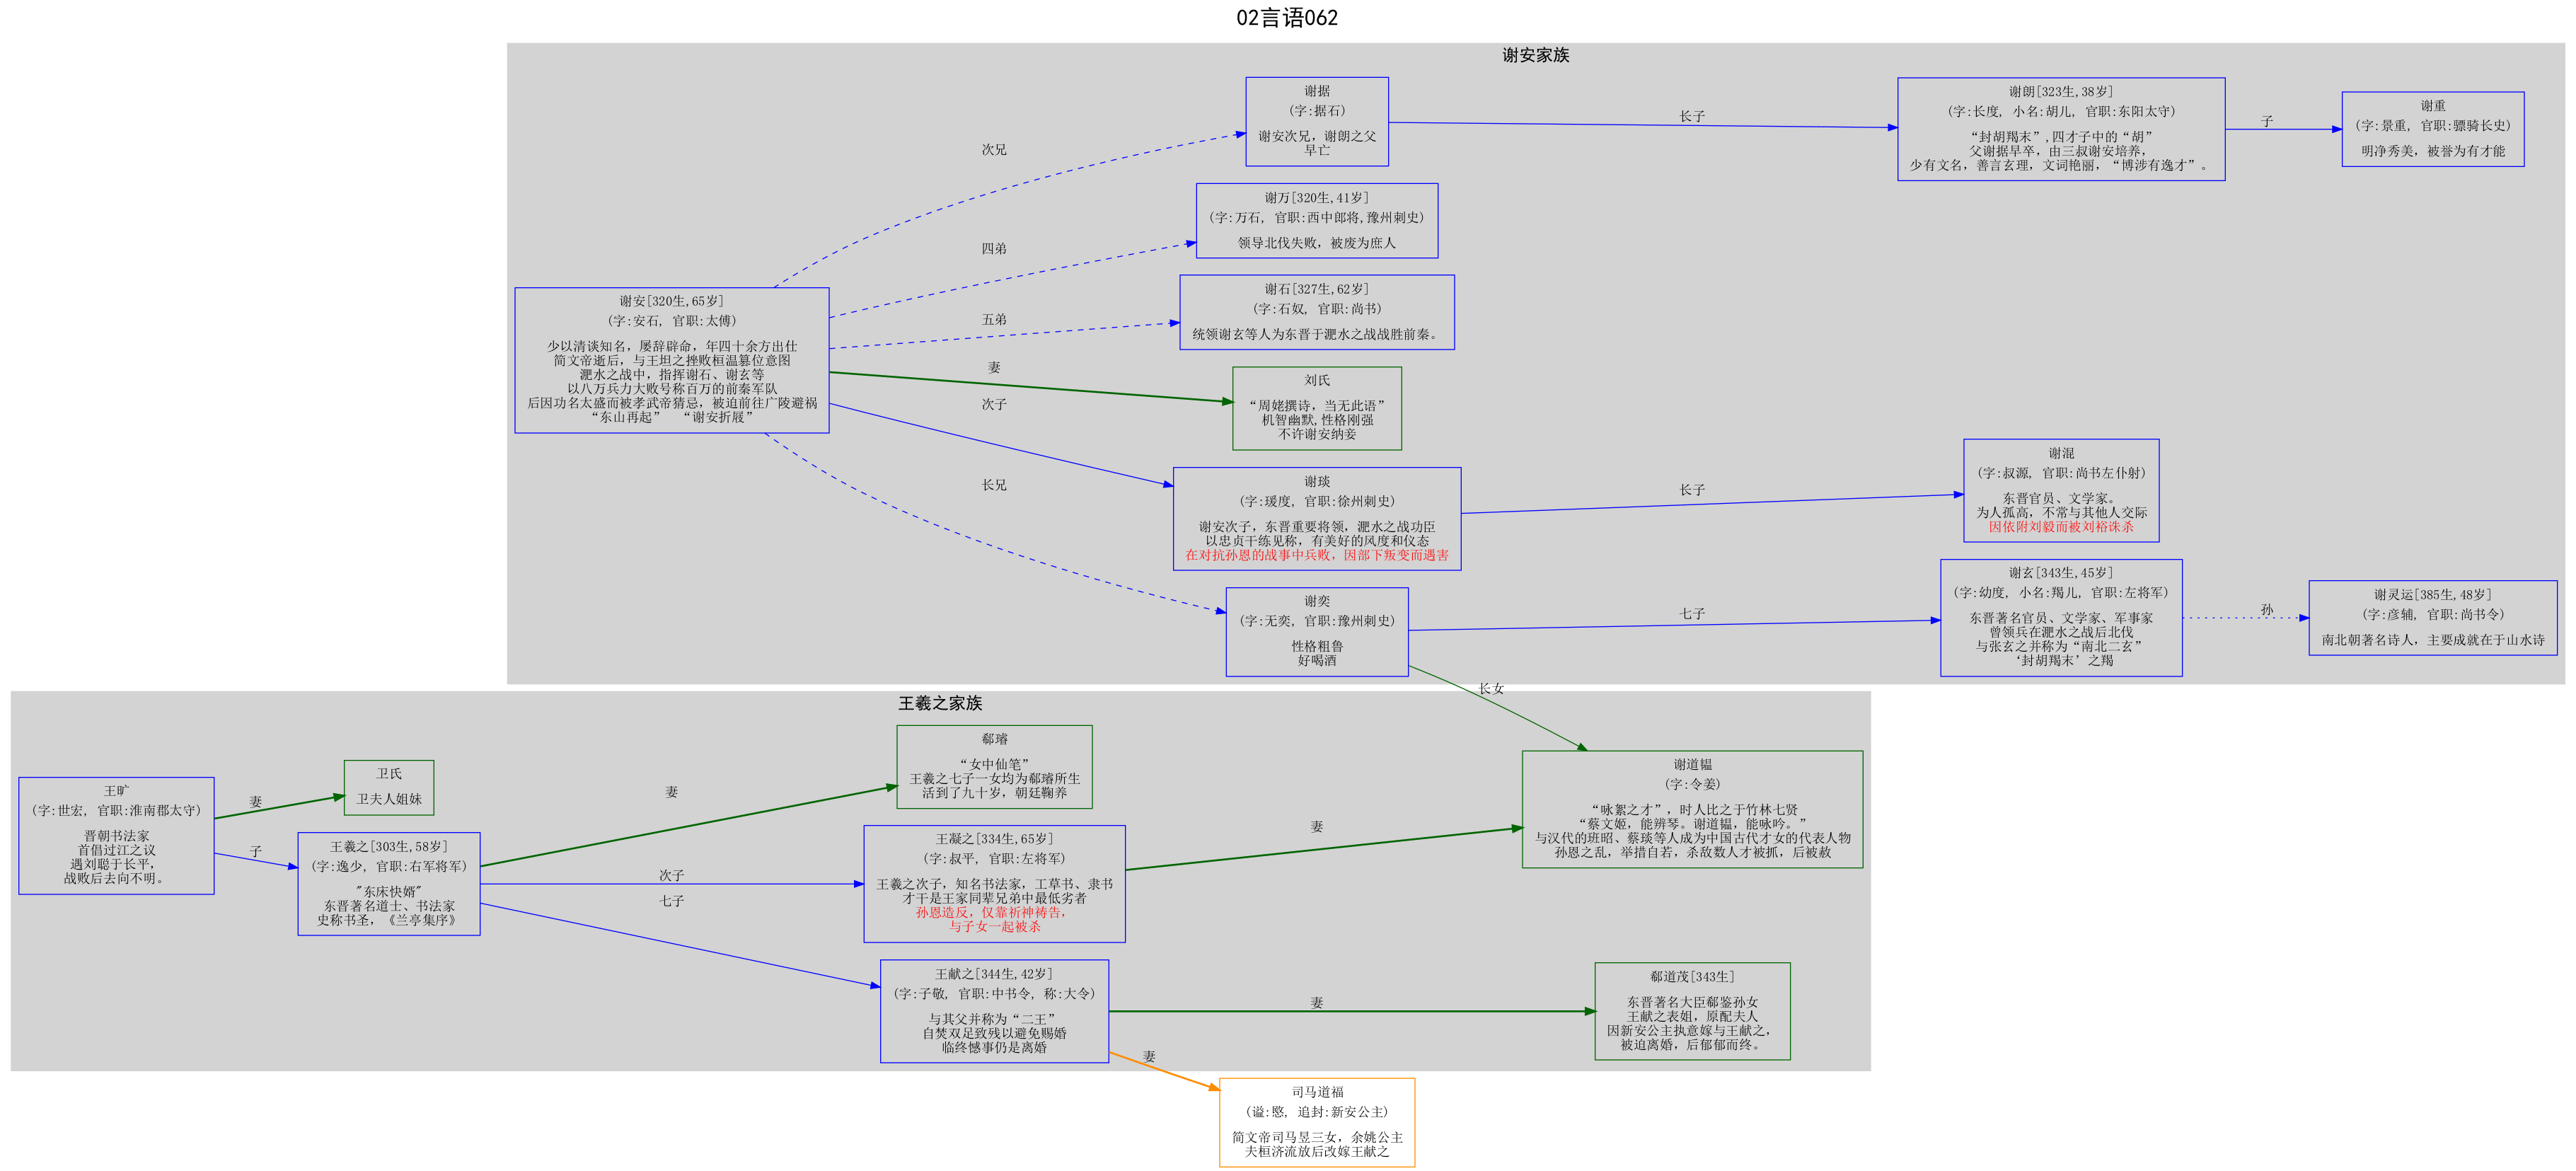 02言语062
谢安家族
谢据
(字:据石)
谢安次兄，谢朗之父
早亡
长子
谢朗[323生,38岁]
(字:长度, 小名:胡儿, 官职:东阳太守)
“封胡羯末”,四才子中的“胡”
父谢据早卒，由三叔谢安培养，
少有文名，善言玄理，文词艳丽，“博涉有逸才”。
子
谢重
(字:景重, 官职:骠骑长史)
明净秀美，被誉为有才能
次兄
谢万[320生,41岁]
(字:万石, 官职:西中郎将,豫州刺史)
领导北伐失败，被废为庶人
四弟
谢石[327生,62岁]
(字:石奴, 官职:尚书)
统领谢玄等人为东晋于淝水之战战胜前秦。
五弟
谢安[320生,65岁]
(字:安石, 官职:太傅)
少以清谈知名，屡辞辟命，年四十余方出仕
简文帝逝后，与王坦之挫败桓温篡位意图
淝水之战中，指挥谢石、谢玄等
以八万兵力大败号称百万的前秦军队
后因功名太盛而被孝武帝猜忌，被迫前往广陵避祸
“东山再起” “谢安折屐”
妻
刘氏
“周姥撰诗，当无此语”
机智幽默,性格刚强
不许谢安纳妾
次子
谢琰
(字:瑗度, 官职:徐州刺史)
谢安次子，东晋重要将领，淝水之战功臣
以忠贞干练见称，有美好的风度和仪态
在对抗孙恩的战事中兵败，因部下叛变而遇害
长子
谢混
(字:叔源, 官职:尚书左仆射)
东晋官员、文学家。
为人孤高，不常与其他人交际
因依附刘毅而被刘裕诛杀
长兄
谢奕
(字:无奕, 官职:豫州刺史)
性格粗鲁
好喝酒
七子
谢玄[343生,45岁]
(字:幼度, 小名:羯儿, 官职:左将军)
东晋著名官员、文学家、军事家
曾领兵在淝水之战后北伐
与张玄之并称为“南北二玄”
‘封胡羯末’之羯
孙
谢灵运[385生,48岁]
(字:彦辅, 官职:尚书令)
南北朝著名诗人，主要成就在于山水诗
长女
王羲之家族
王旷
(字:世宏, 官职:淮南郡太守)
晋朝书法家
首倡过江之议
遇刘聪于长平，
战败后去向不明。
妻
卫氏
卫夫人姐妹
子
王羲之[303生,58岁]
(字:逸少, 官职:右军将军)
"东床快婿"
东晋著名道士、书法家
史称书圣，《兰亭集序》
妻
郗璿
“女中仙笔”
王羲之七子一女均为郗璿所生
活到了九十岁，朝廷鞠养
次子
王凝之[334生,65岁]
(字:叔平, 官职:左将军)
王羲之次子，知名书法家，工草书、隶书
才干是王家同辈兄弟中最低劣者
孙恩造反，仅靠祈神祷告，
与子女一起被杀
妻
谢道韫
(字:令姜)
“咏絮之才”，时人比之于竹林七贤
“蔡文姬，能辨琴。谢道韫，能咏吟。”
与汉代的班昭、蔡琰等人成为中国古代才女的代表人物
孙恩之乱，举措自若，杀敌数人才被抓，后被赦
七子
王献之[344生,42岁]
(字:子敬, 官职:中书令, 称:大令)
与其父并称为“二王”
自焚双足致残以避免赐婚
临终憾事仍是离婚
妻
郗道茂[343生]
东晋著名大臣郗鉴孙女
王献之表姐，原配夫人
因新安公主执意嫁与王献之，
被迫离婚，后郁郁而终。
妻
司马道福
(谥:愍, 追封:新安公主)
简文帝司马昱三女，余姚公主
夫桓济流放后改嫁王献之